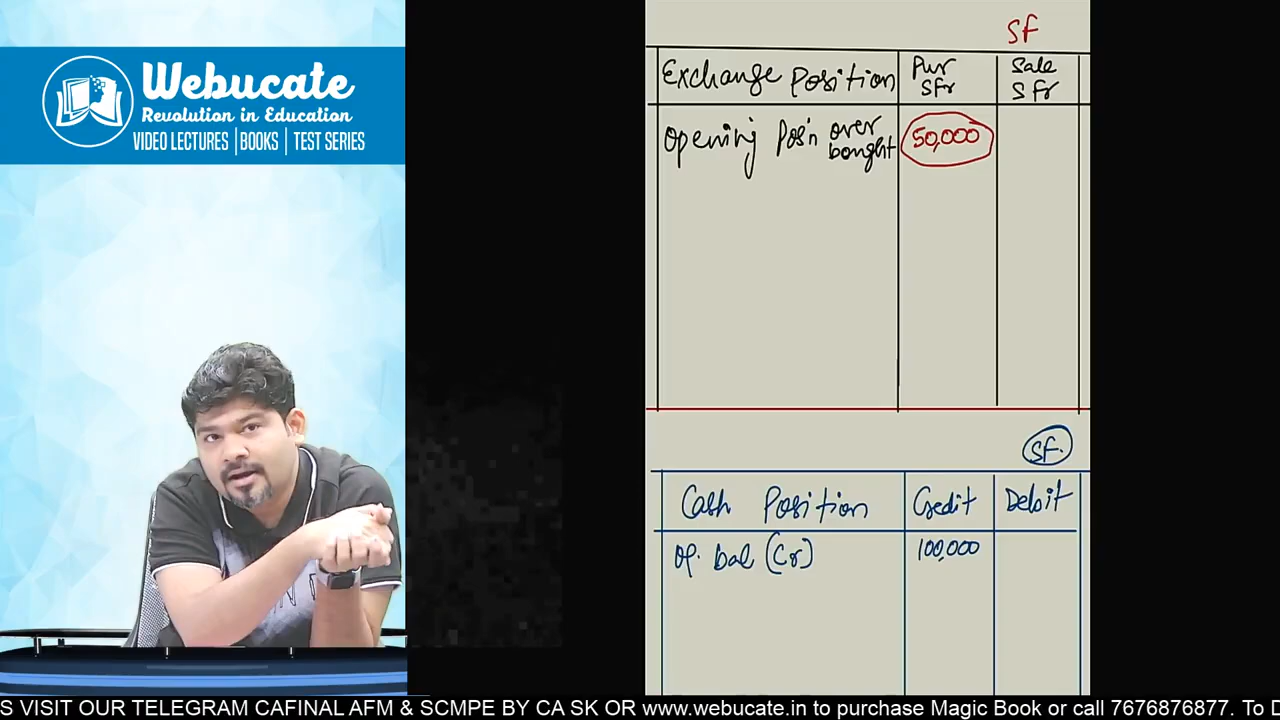 Webucate
Revolution in Education
VIDEO LECTURES | BOOKS | TEST SERIES
SF
Exchange Position
Pur
SFr
Sale
SFr
Opening Pos'n over
bought
50,000
SF.
Cash Position
Credit
Debit
Op. bal (Cr)
100,000
S VISIT OUR TELEGRAM CAFINAL AFM & SCMPE BY CA SK OR www.webucate.in to purchase Magic Book or call 7676876877. To D